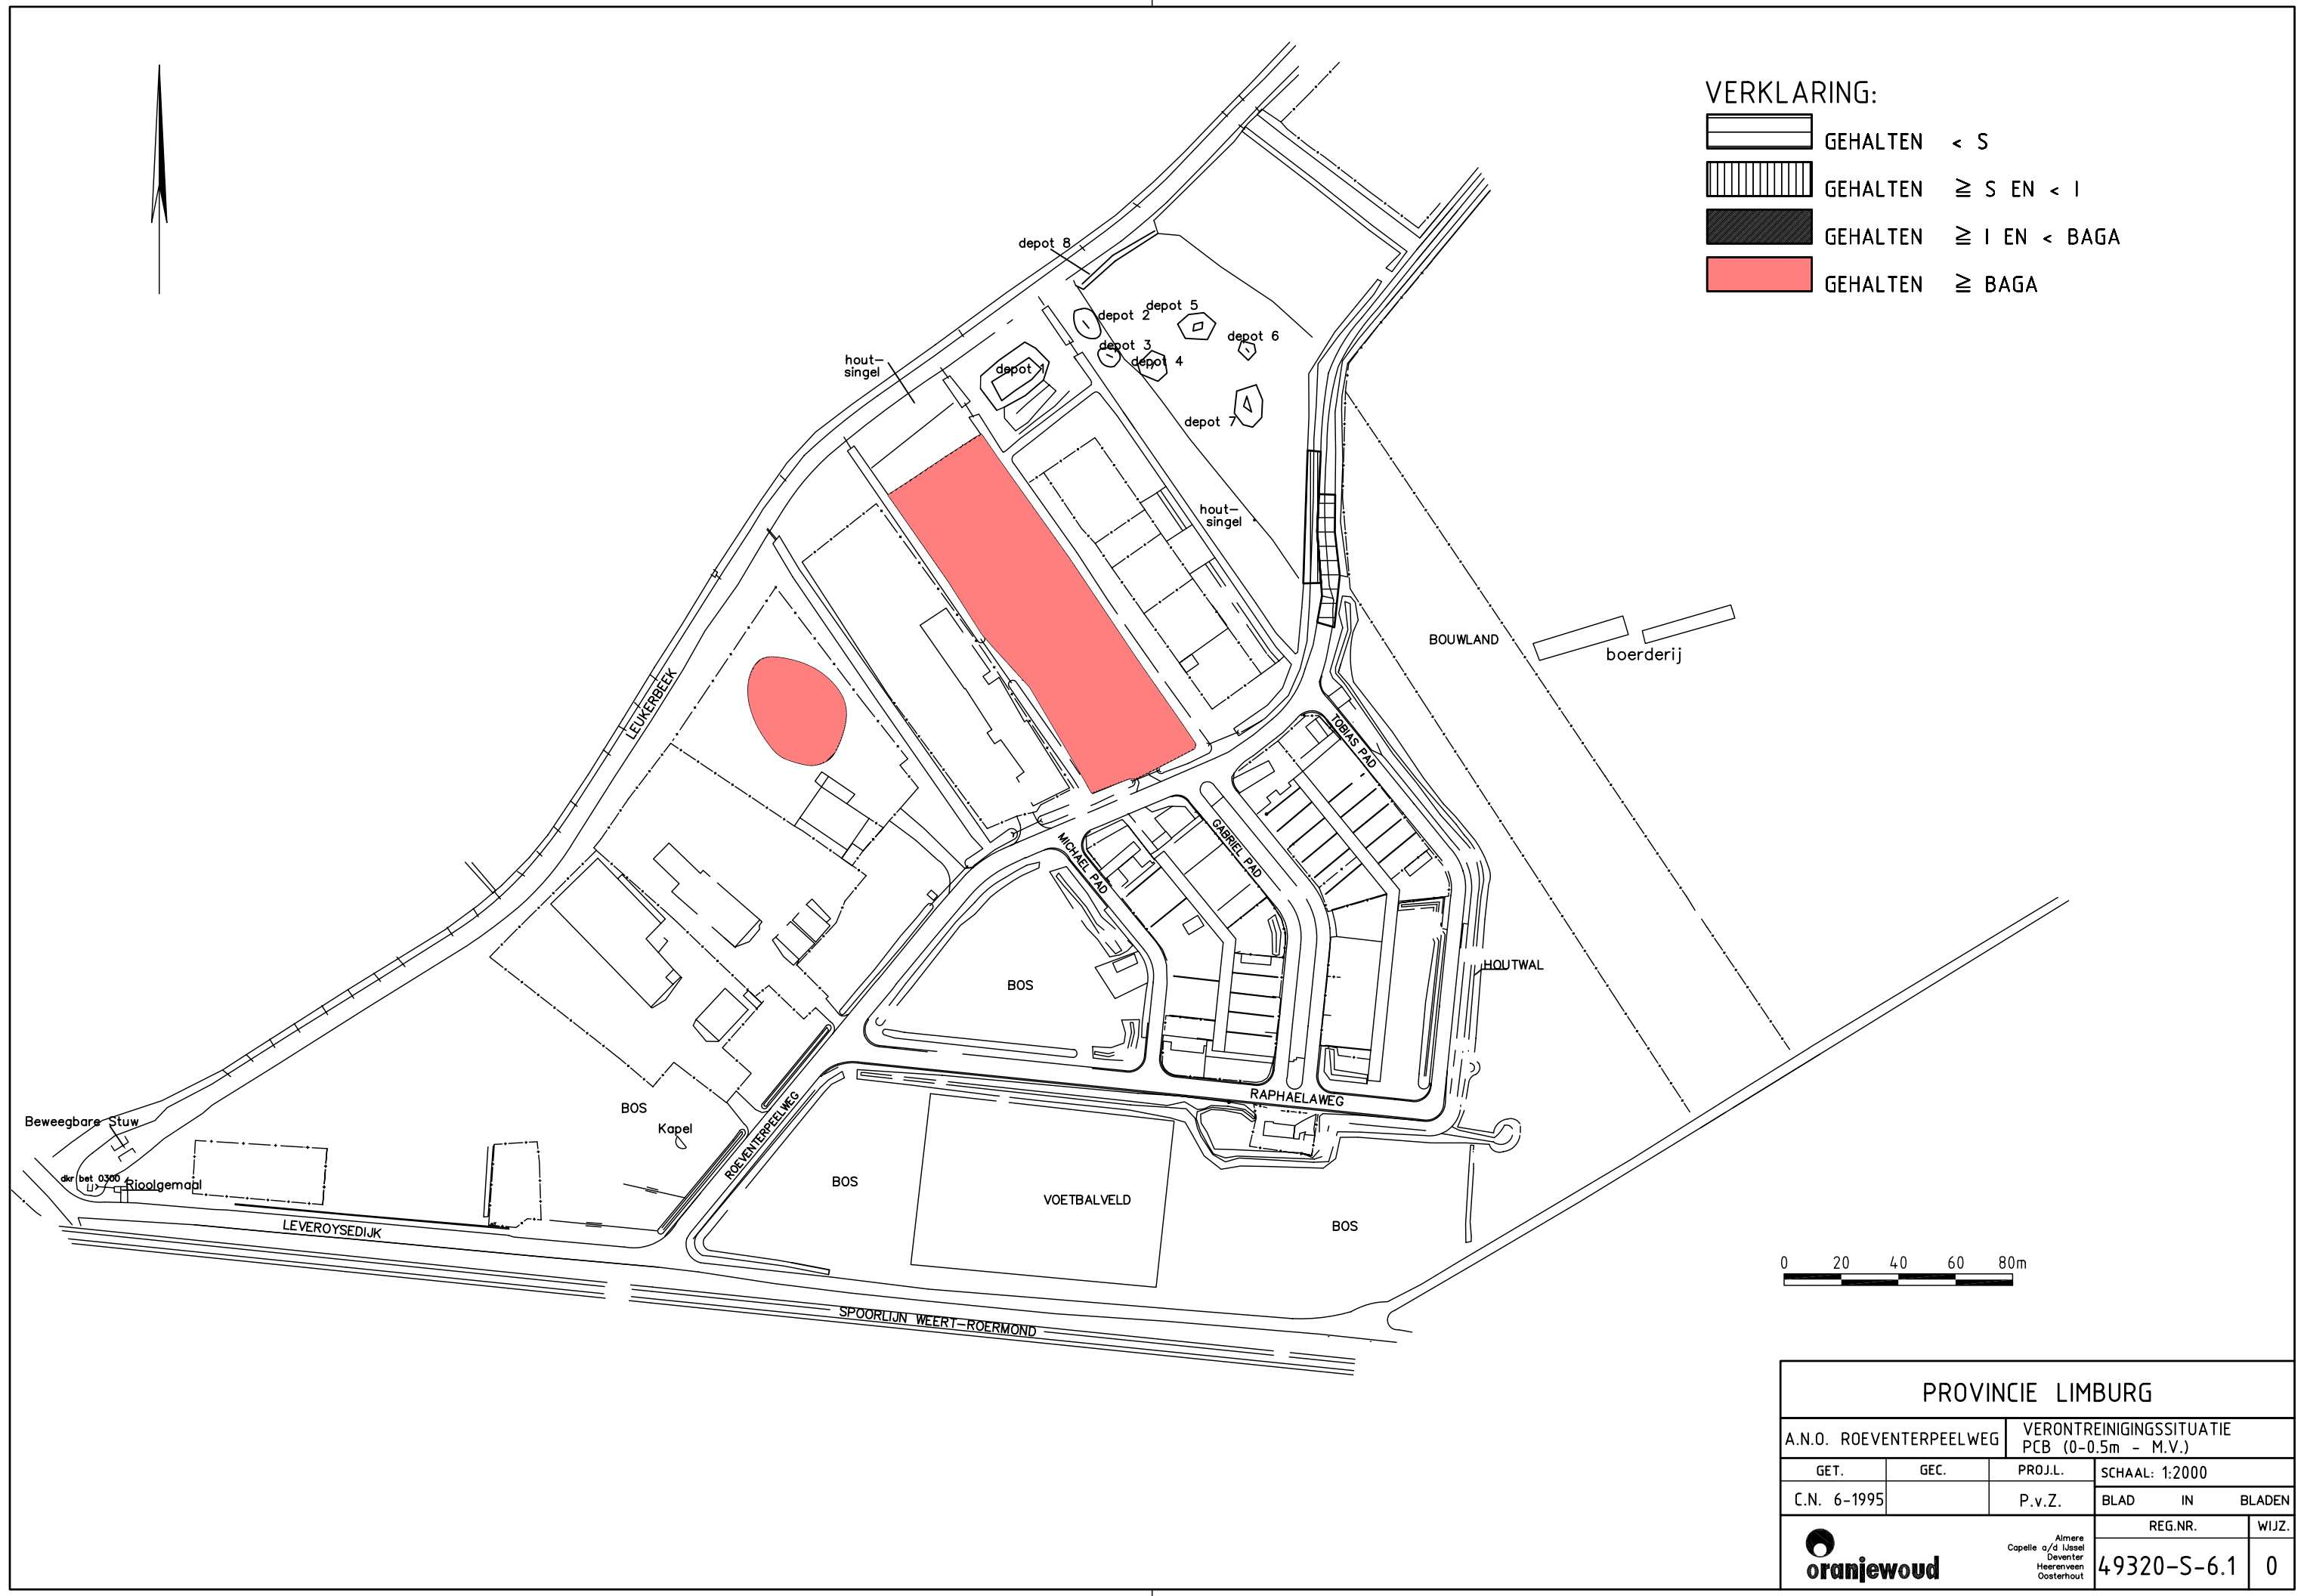 VERKLARING:
GEHALTEN < S
GEHALTEN ≧ S EN < I
GEHALTEN ≧ I EN < BAGA
GEHALTEN ≧ BAGA
depot 8
depot 5
depot 2
depot 6
depot 3
depot 4
hout-
singel
depot 1
depot 7
hout-
singel
BOUWLAND
boerderij
LEUKERBEEK
TOBIAS PAD
GABRIEL PAD
MICHAEL PAD
HOUTWAL
BOS
RAPHAELAWEG
BOS
Beweegbare Stuw
Kapel
ROEVENTERPEELWEG
dkr bet 0300
Rioolgemaal
BOS
VOETBALVELD
BOS
LEVEROYSEDIJK
SPOORLIJN WEERT-ROERMOND
0 20 40 60 80m
PROVINCIE LIMBURG
A.N.O. ROEVENTERPEELWEG
VERONTREINIGINGSSITUATIE
PCB (0-0.5m - M.V.)
GET. GEC. PROJ.L. SCHAAL: 1:2000
C.N. 6-1995 P.v.Z. BLAD IN BLADEN
REG.NR. WIJZ.
oranjewoud
Almere
Capelle a/d IJssel
Deventer
Heerenveen
Oosterhout
49320-S-6.1 0